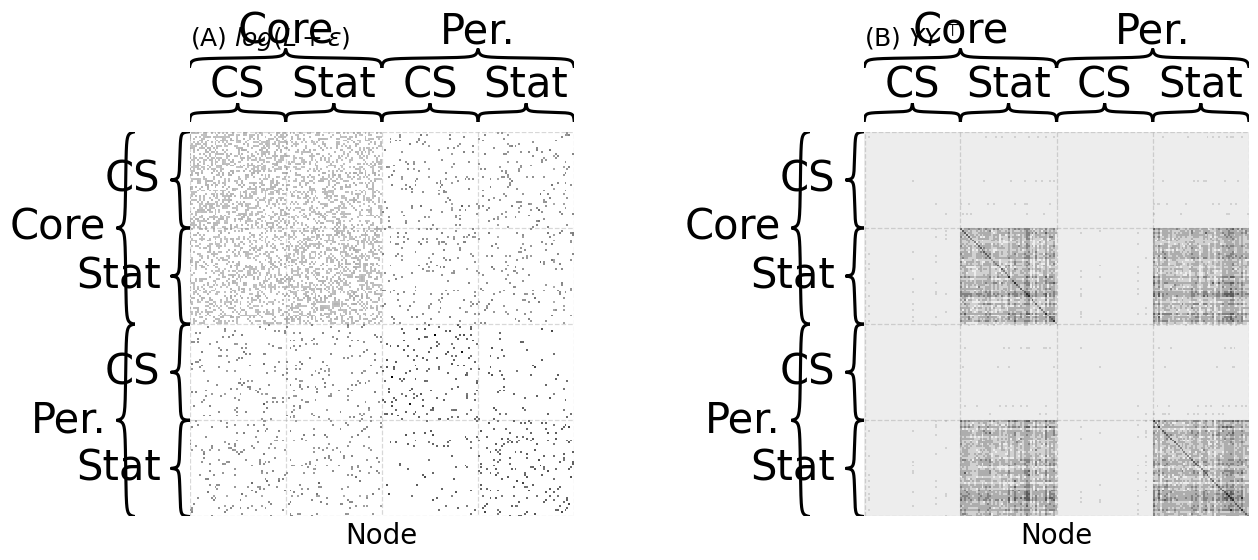 Core Per.
(A) log(L + ε)
CS Stat CS Stat
CS
Core
Stat
CS
Per.
Stat
Node
Core Per.
(B) YY⊤
CS Stat CS Stat
CS
Core
Stat
CS
Per.
Stat
Node